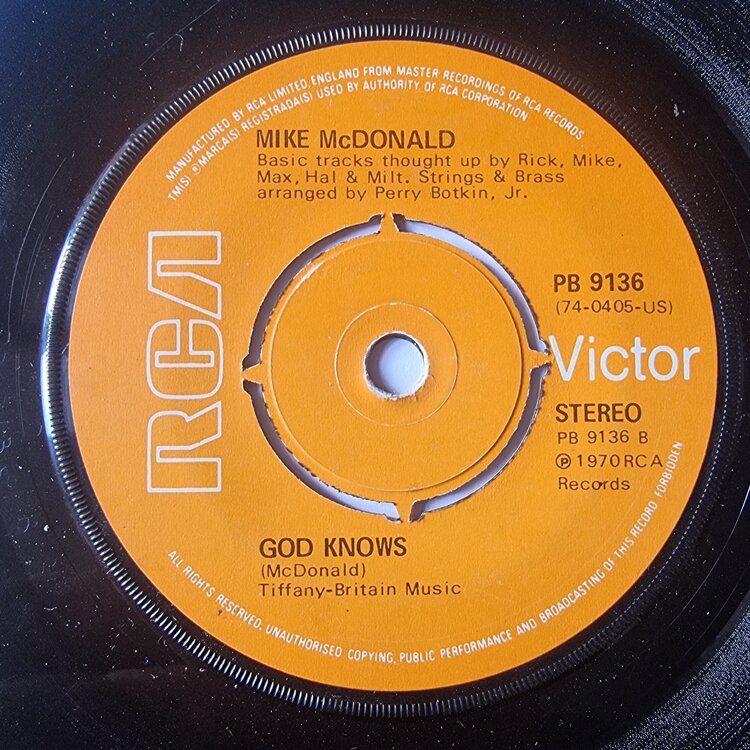 MANUFACTURED BY RCA LIMITED, ENGLAND FROM MASTER RECORDINGS OF RCA RECORDS
TM(S) ® MARCA(S) REGISTRADA(S) USED BY AUTHORITY OF RCA CORPORATION
MIKE McDONALD
Basic tracks thought up by Rick, Mike,
Max, Hal & Milt. Strings & Brass
arranged by Perry Botkin, Jr.
RCA
PB 9136
(74-0405-US)
Victor
STEREO
PB 9136 B
℗ 1970 RCA
Records
GOD KNOWS
(McDonald)
Tiffany-Britain Music
ALL RIGHTS RESERVED. UNAUTHORISED COPYING, PUBLIC PERFORMANCE AND BROADCASTING OF THIS RECORD FORBIDDEN